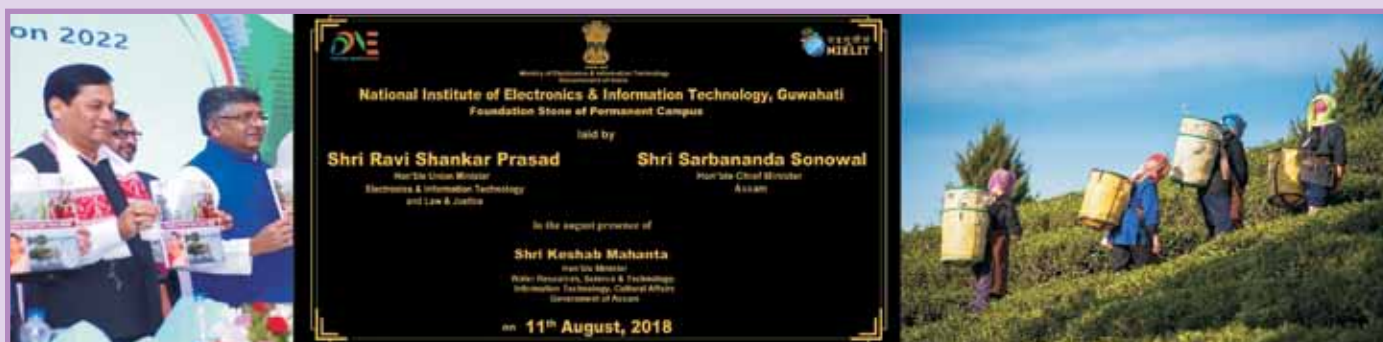 on 2022
NIELIT
Ministry of Electronics & Information Technology
Government of India
National Institute of Electronics & Information Technology, Guwahati
Foundation Stone of Permanent Campus
laid by
Shri Ravi Shankar Prasad
Hon'ble Union Minister
Electronics & Information Technology
and Law & Justice
Shri Sarbananda Sonowal
Hon'ble Chief Minister
Assam
In the august presence of
Shri Keshab Mahanta
Hon'ble Minister
Water Resources, Science & Technology
Information Technology, Cultural Affairs
Government of Assam
on 11th August, 2018